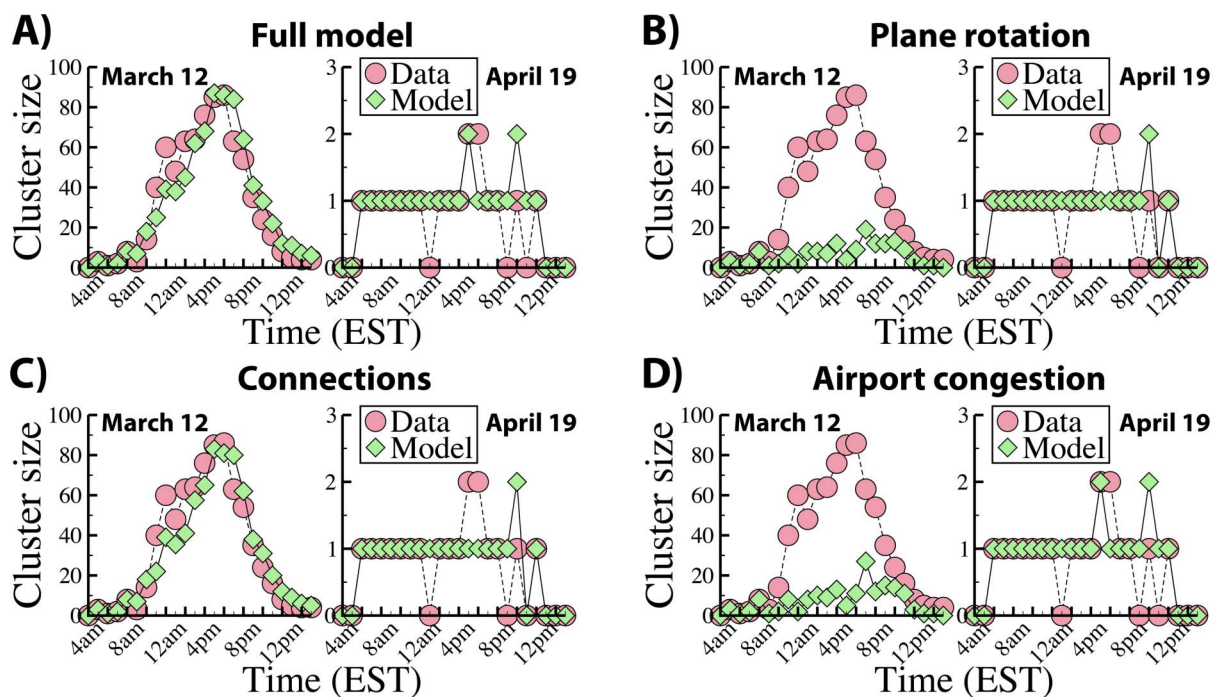 A)
Full model
Cluster size
100
80
60
40
20
0
March 12
4am
8am
12am
4pm
8pm
12pm
3
2
1
0
Data
Model
April 19
4am
8am
12am
4pm
8pm
12pm
Time (EST)
B)
Plane rotation
Cluster size
100
80
60
40
20
0
March 12
4am
8am
12am
4pm
8pm
12pm
3
2
1
0
Data
Model
April 19
4am
8am
12am
4pm
8pm
12pm
Time (EST)
C)
Connections
Cluster size
100
80
60
40
20
0
March 12
4am
8am
12am
4pm
8pm
12pm
3
2
1
0
Data
Model
April 19
4am
8am
12am
4pm
8pm
12pm
Time (EST)
D)
Airport congestion
Cluster size
100
80
60
40
20
0
March 12
4am
8am
12am
4pm
8pm
12pm
3
2
1
0
Data
Model
April 19
4am
8am
12am
4pm
8pm
12pm
Time (EST)